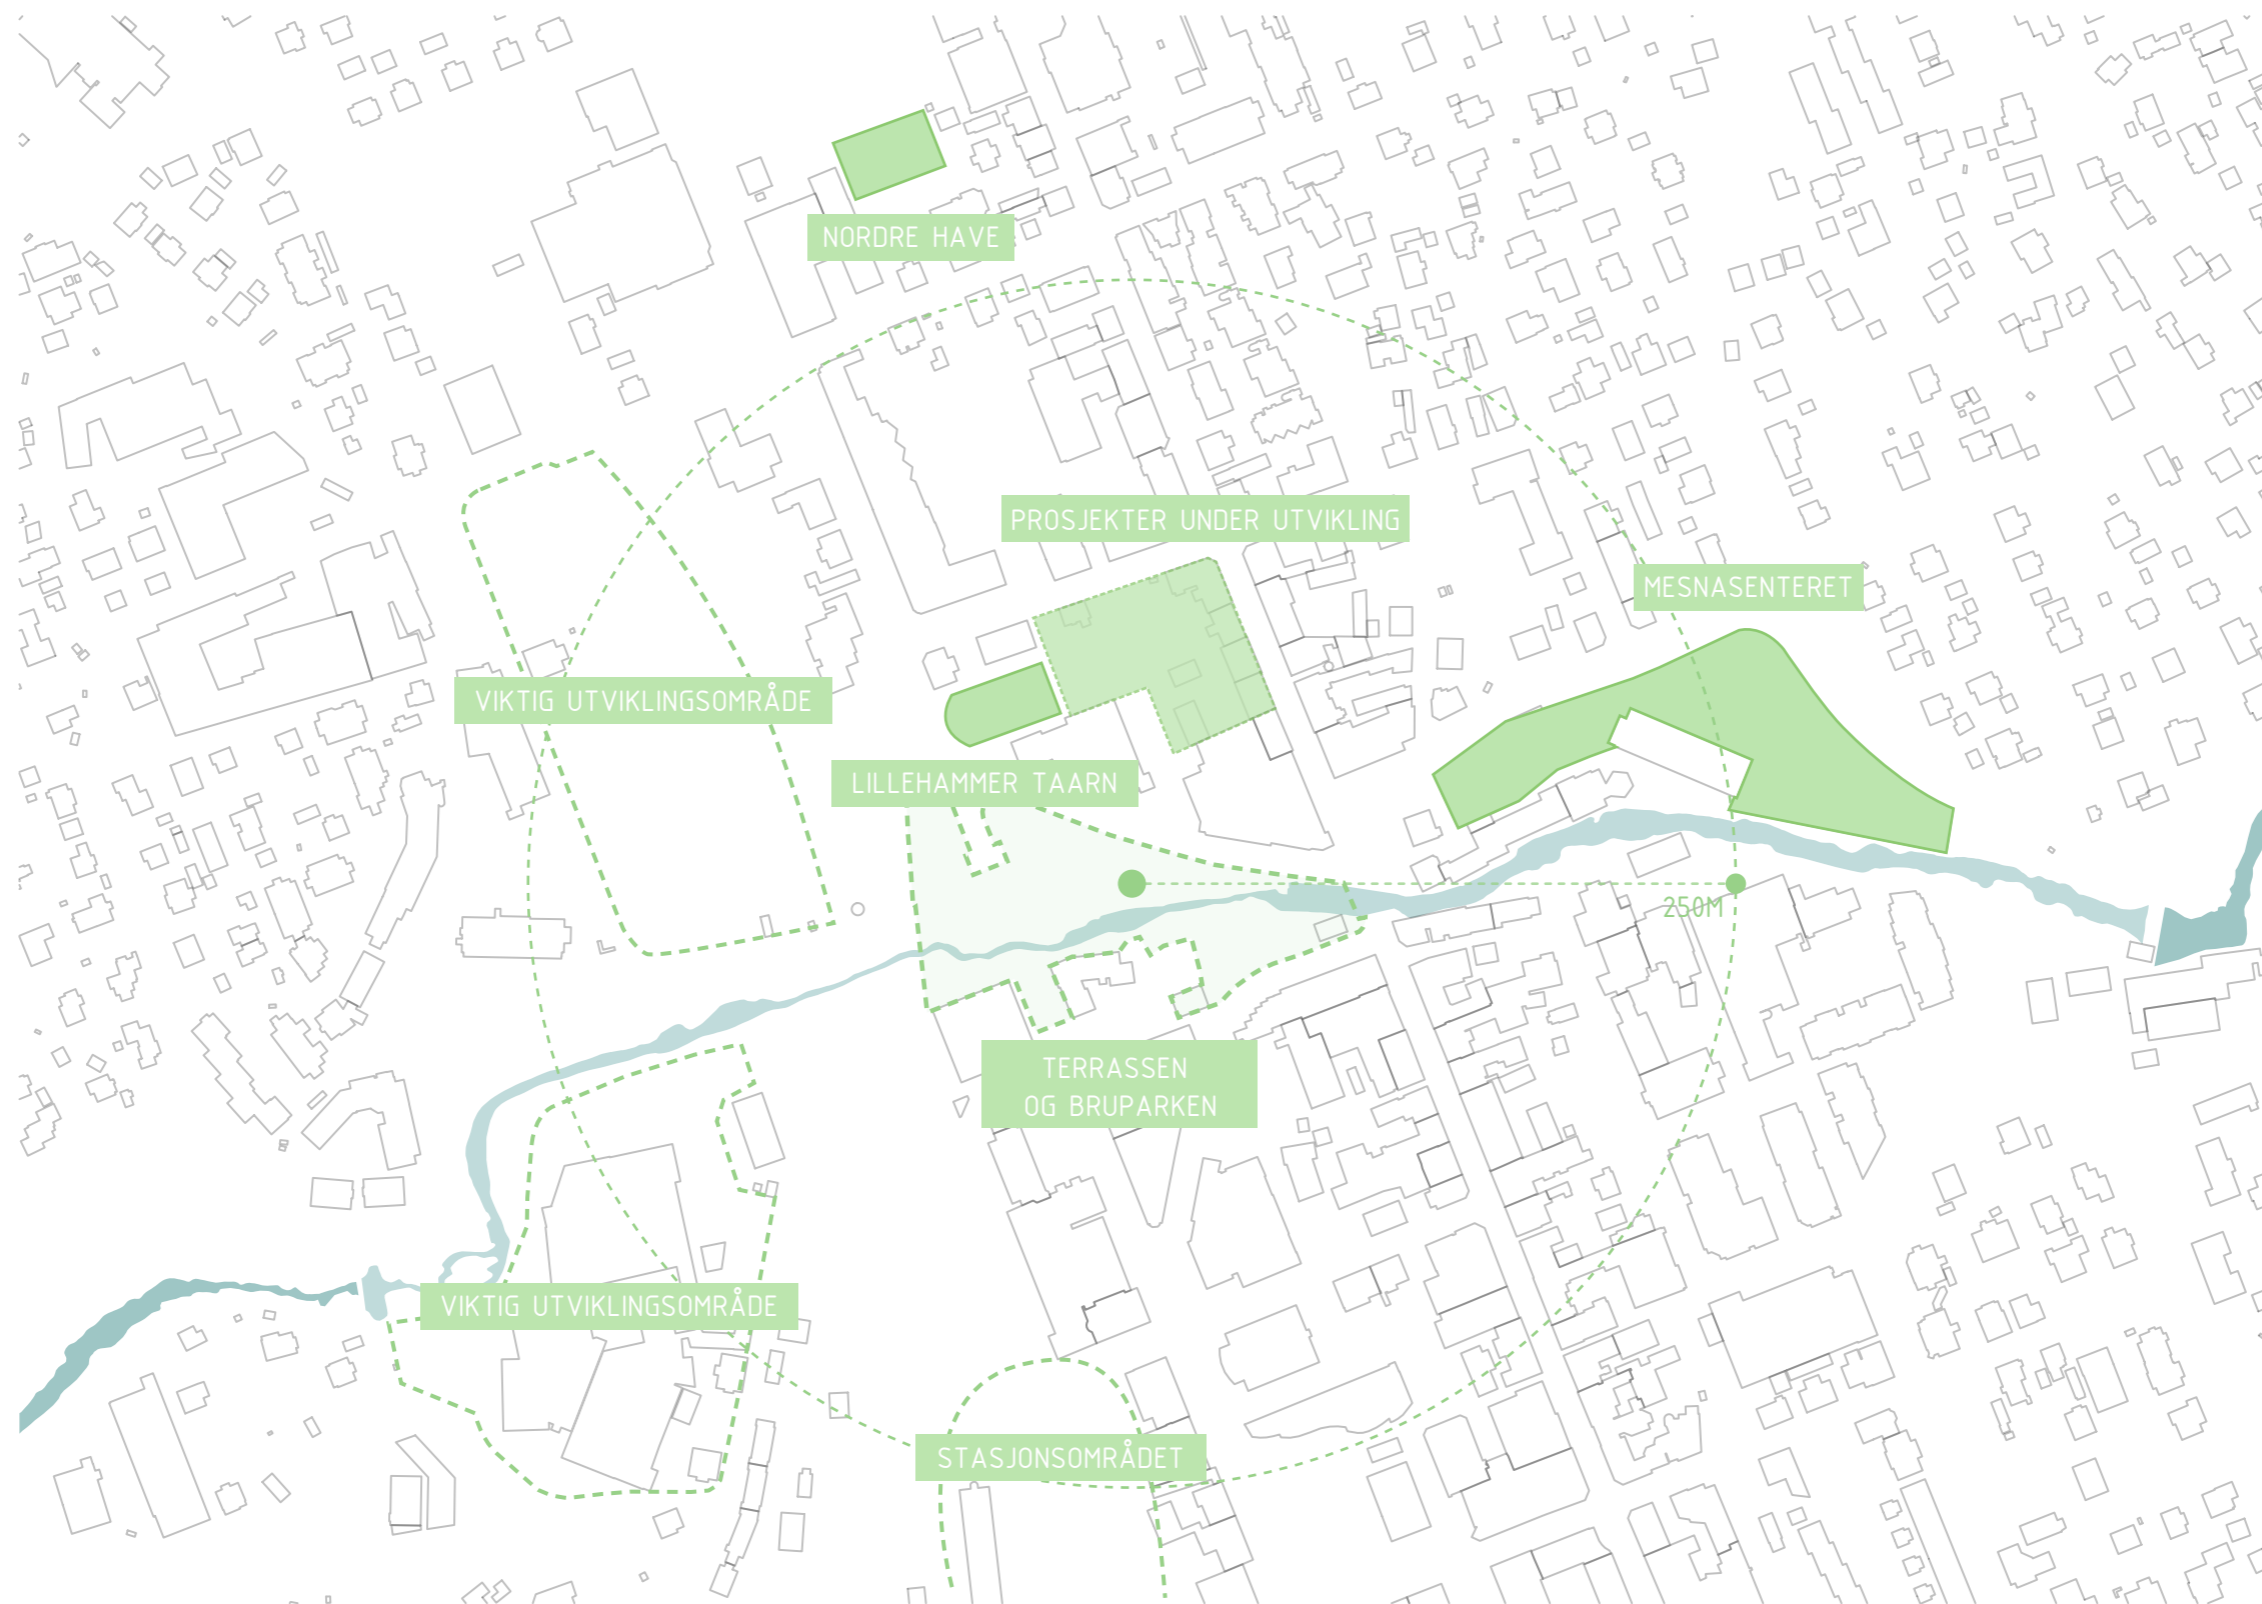 NORDRE HAVE
PROSJEKTER UNDER UTVIKLING
MESNASENTERET
VIKTIG UTVIKLINGSOMRÅDE
LILLEHAMMER TAARN
250M
TERRASSEN
OG BRUPARKEN
VIKTIG UTVIKLINGSOMRÅDE
STASJONSOMRÅDET